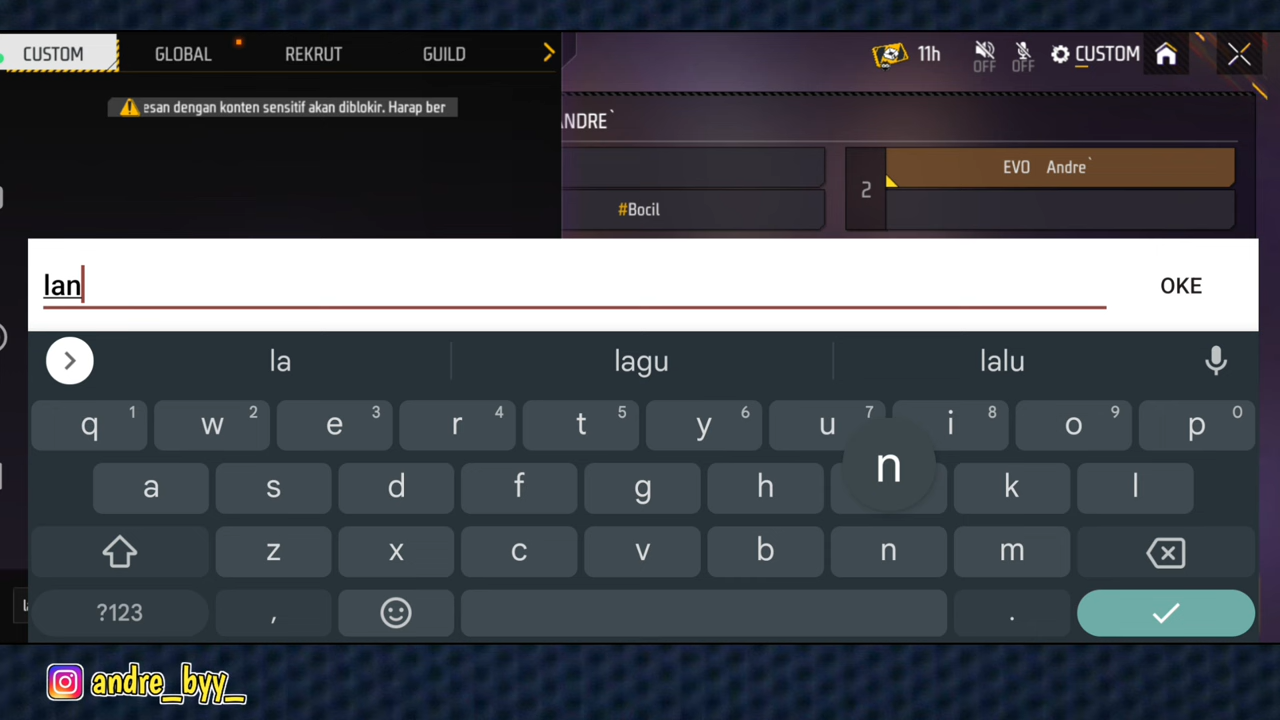 CUSTOM GLOBAL REKRUT GUILD
11h OFF OFF CUSTOM
esan dengan konten sensitif akan diblokir. Harap ber
ANDRE`
2 EVO Andre`
#Bocil
lan OKE
la lagu lalu
q 1 w 2 e 3 r 4 t 5 y 6 u 7 i 8 o 9 p 0
a s d f g h n k l
z x c v b n m
?123 , .
andre_byy_